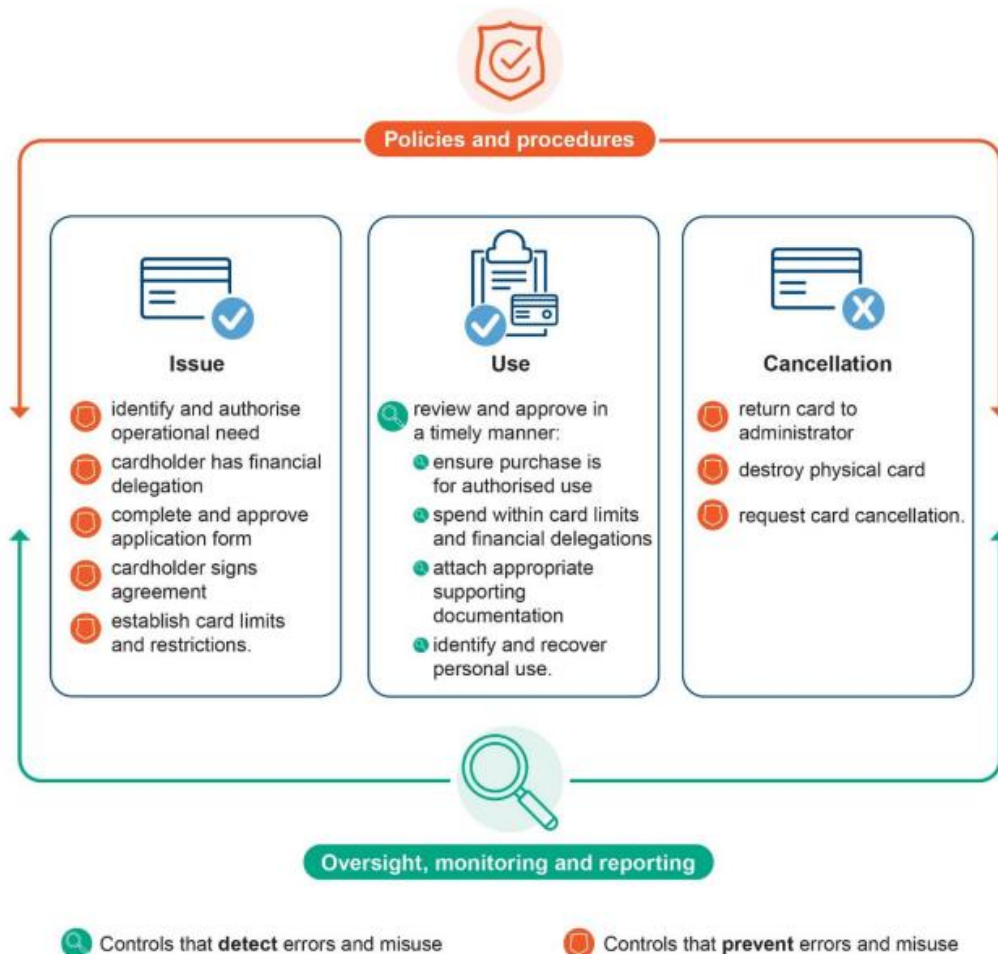 Policies and procedures
Issue
identify and authorise
operational need
cardholder has financial
delegation
complete and approve
application form
cardholder signs
agreement
establish card limits
and restrictions.
Use
review and approve in
a timely manner:
ensure purchase is
for authorised use
spend within card limits
and financial delegations
attach appropriate
supporting
documentation
identify and recover
personal use.
Cancellation
return card to
administrator
destroy physical card
request card cancellation.
Oversight, monitoring and reporting
Controls that detect errors and misuse
Controls that prevent errors and misuse